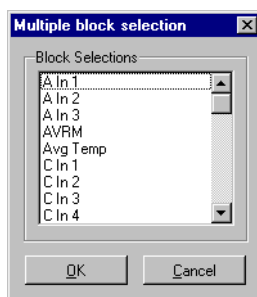 Multiple block selection
Block Selections
A In 1
A In 2
A In 3
AVRM
Avg Temp
C In 1
C In 2
C In 3
C In 4
OK
Cancel